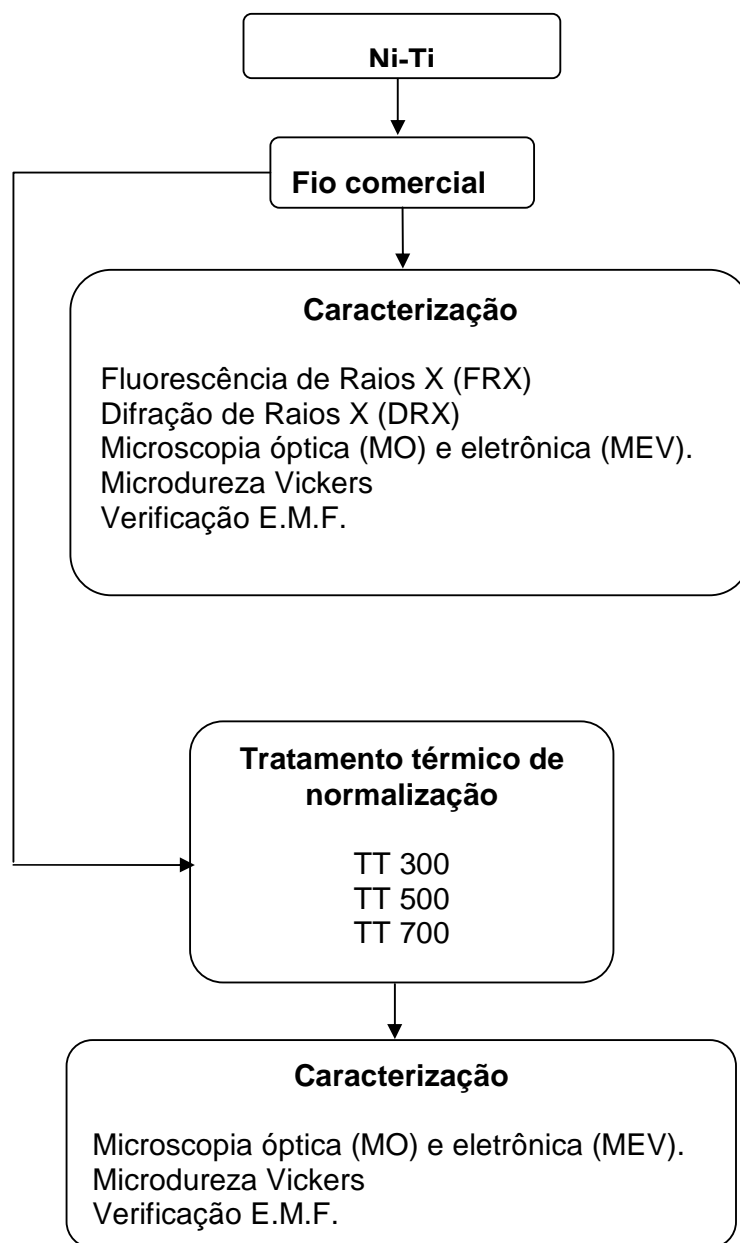 Ni-Ti
Fio comercial
Caracterização
Fluorescência de Raios X (FRX)
Difração de Raios X (DRX)
Microscopia óptica (MO) e eletrônica (MEV).
Microdureza Vickers
Verificação E.M.F.
Tratamento térmico de
normalização
TT 300
TT 500
TT 700
Caracterização
Microscopia óptica (MO) e eletrônica (MEV).
Microdureza Vickers
Verificação E.M.F.